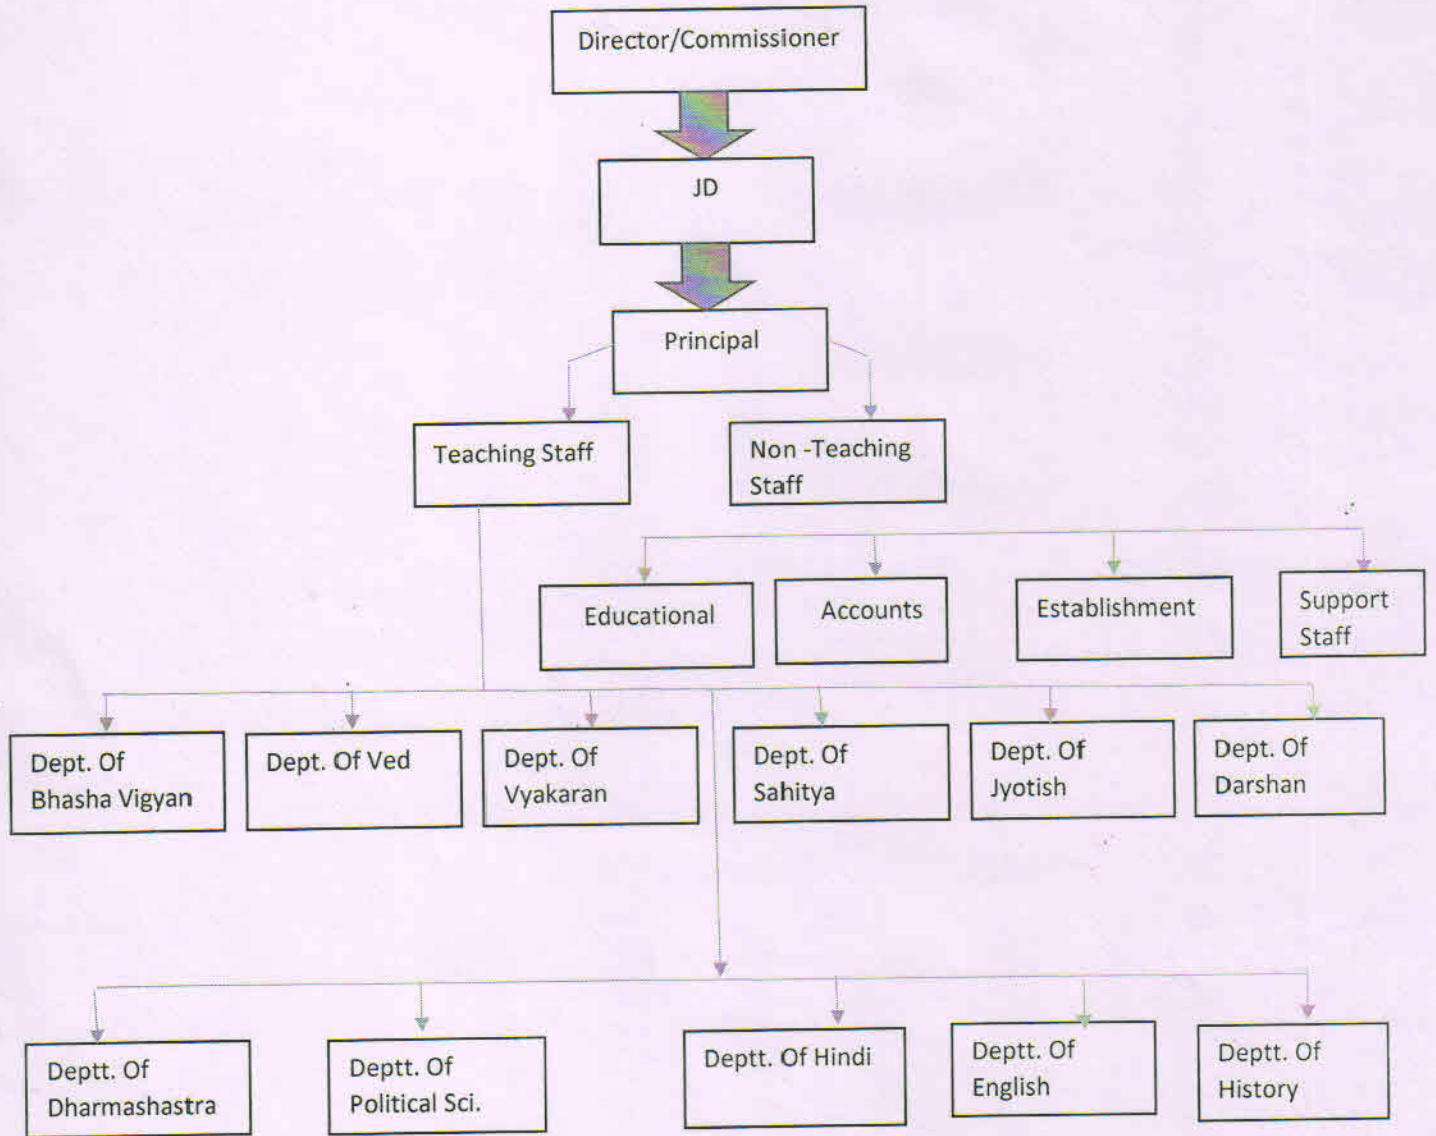 Director/Commissioner
JD
Principal
Teaching Staff
Non -Teaching
Staff
Educational
Accounts
Establishment
Support
Staff
Dept. Of
Bhasha Vigyan
Dept. Of Ved
Dept. Of
Vyakaran
Dept. Of
Sahitya
Dept. Of
Jyotish
Dept. Of
Darshan
Deptt. Of
Dharmashastra
Deptt. Of
Political Sci.
Deptt. Of Hindi
Deptt. Of
English
Deptt. Of
History